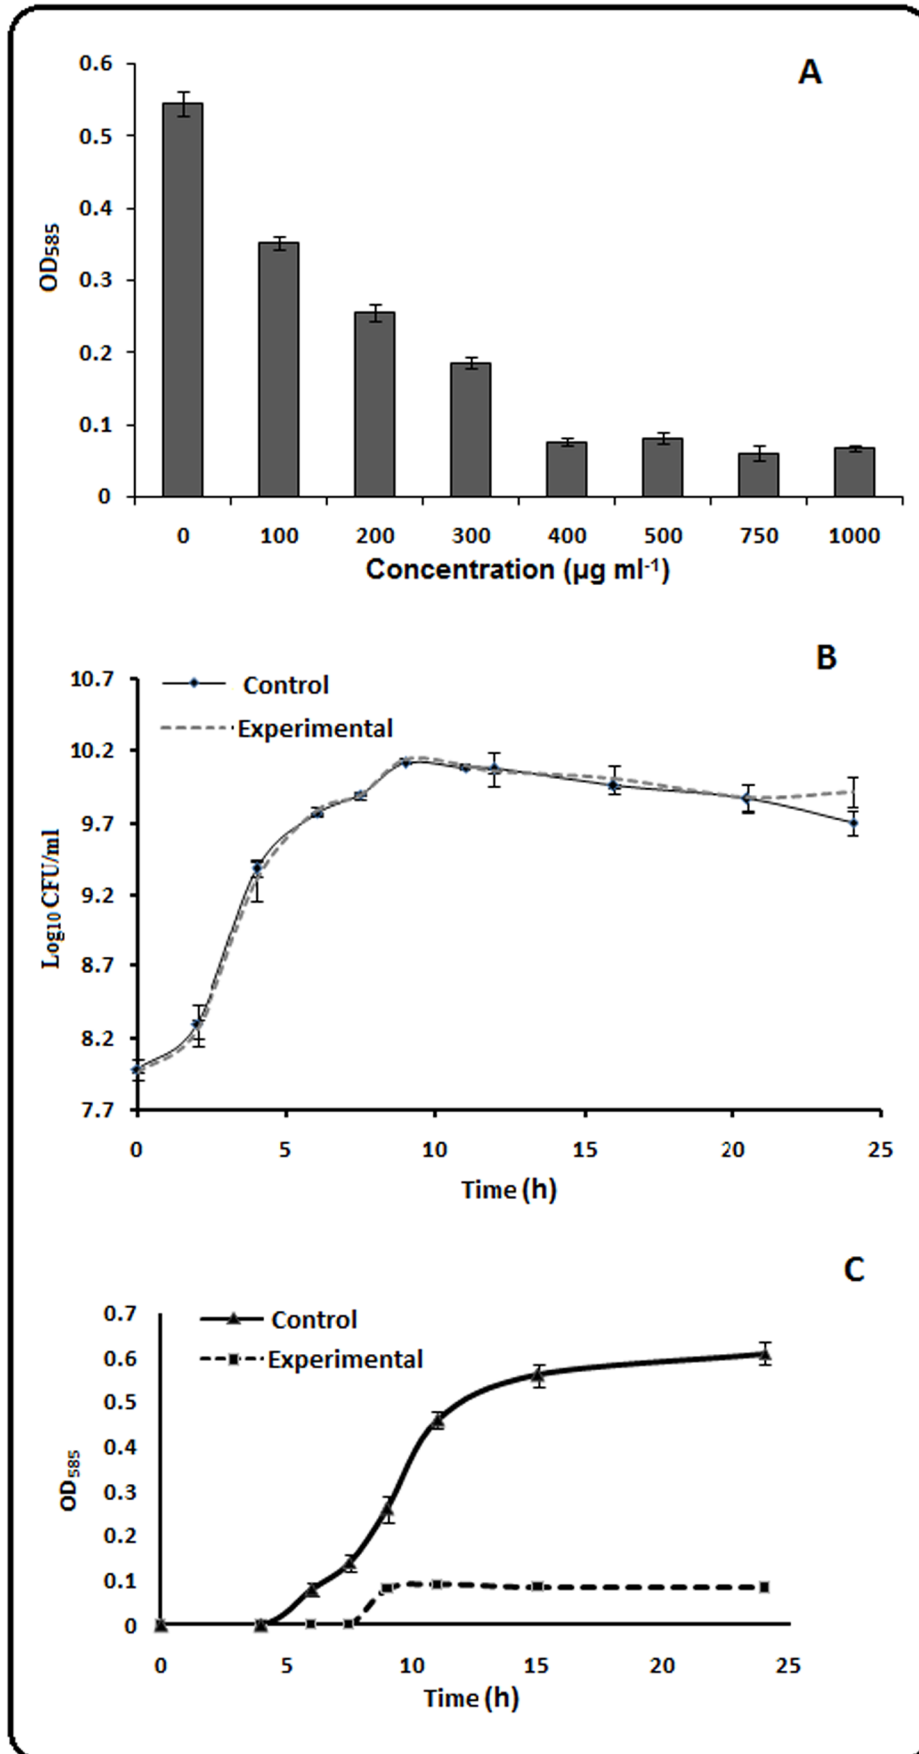 A
0.6
0.5
0.4
0.3
0.2
0.1
0
OD585
0 100 200 300 400 500 750 1000
Concentration (µg ml-1)
B
Control
Experimental
10.7
10.2
9.7
9.2
8.7
8.2
7.7
Log10 CFU/ml
0 5 10 15 20 25
Time (h)
C
Control
Experimental
0.7
0.6
0.5
0.4
0.3
0.2
0.1
0
OD585
0 5 10 15 20 25
Time (h)